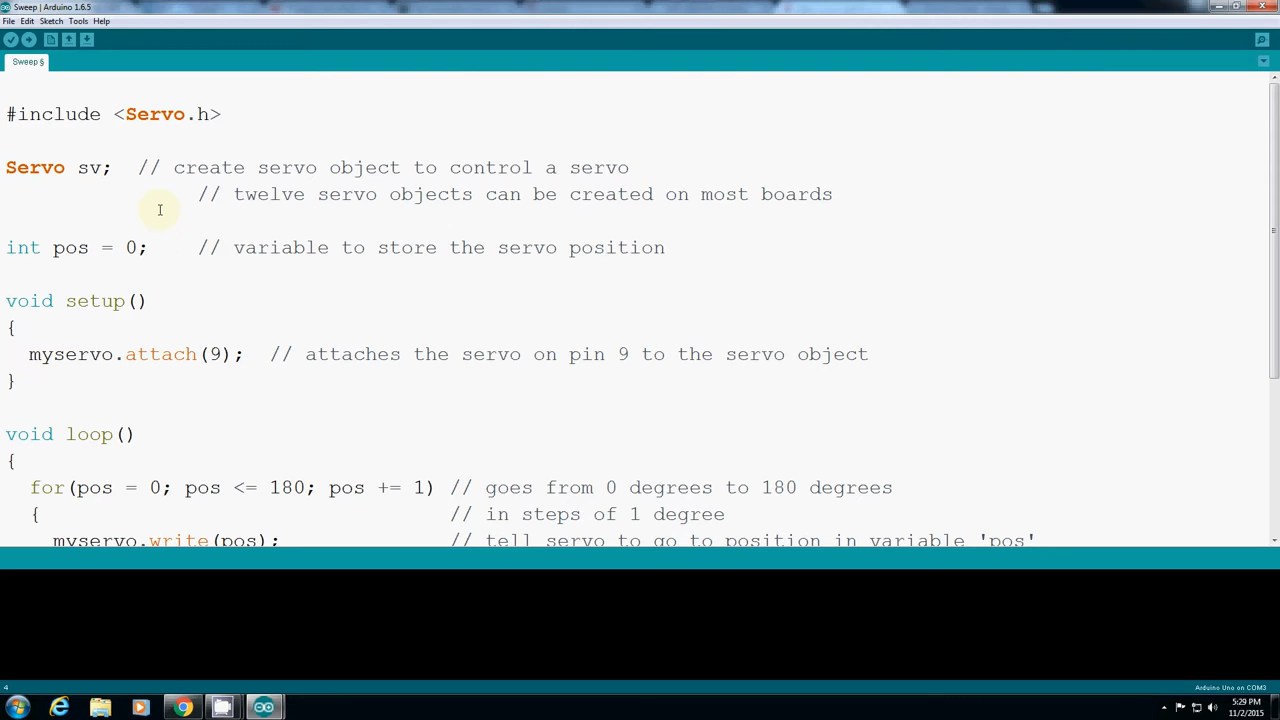 Sweep | Arduino 1.6.5
File Edit Sketch Tools Help
Sweep §
#include <Servo.h>
Servo sv;  // create servo object to control a servo
// twelve servo objects can be created on most boards
int pos = 0;    // variable to store the servo position
void setup()
{
myservo.attach(9);  // attaches the servo on pin 9 to the servo object
}
void loop()
{
for(pos = 0; pos <= 180; pos += 1) // goes from 0 degrees to 180 degrees
{                                  // in steps of 1 degree
myservo.write(pos);              // tell servo to go to position in variable 'pos'
4
Arduino Uno on COM3
5:29 PM
11/2/2015